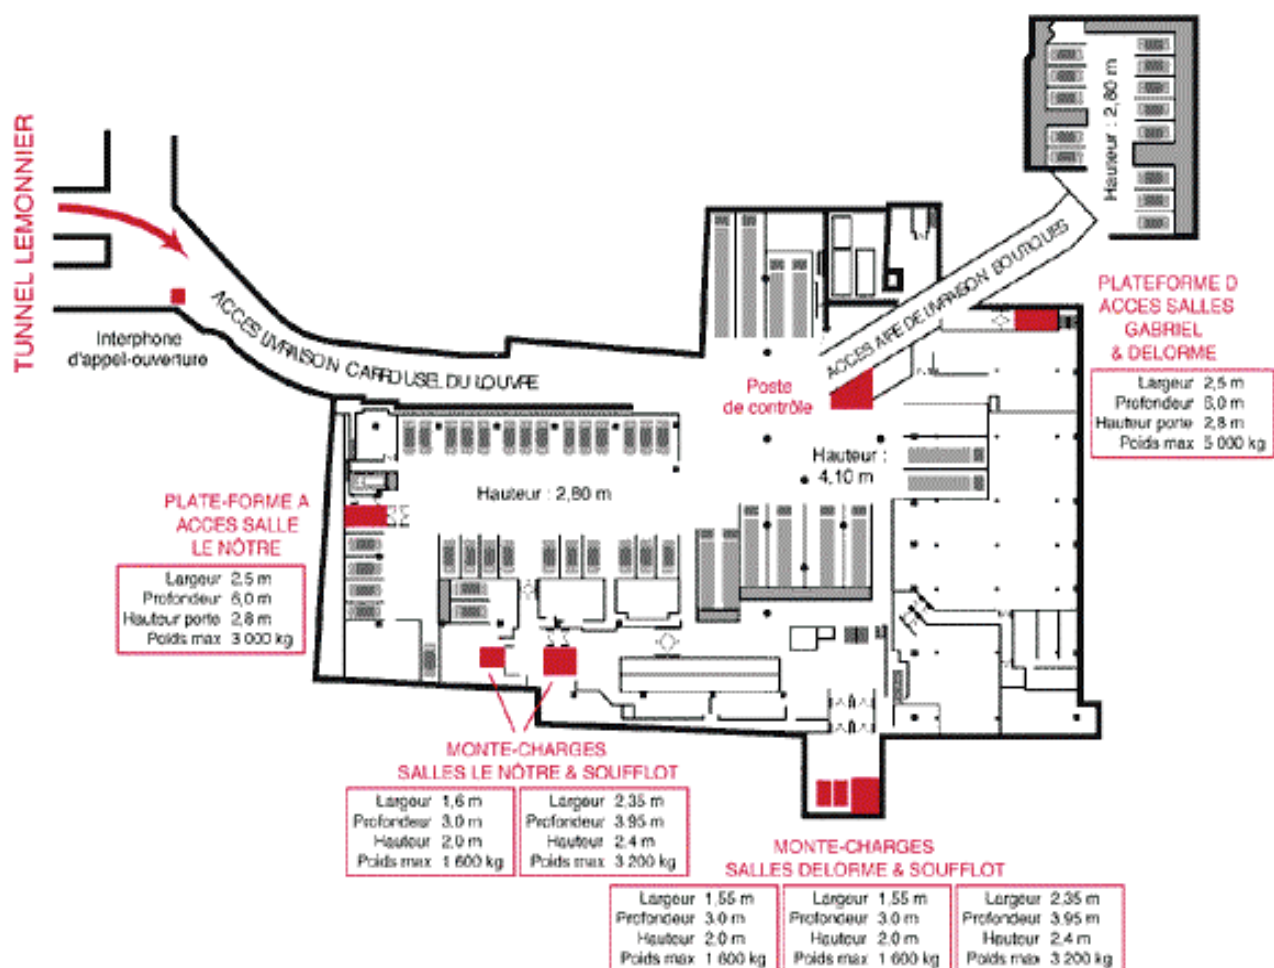 TUNNEL LEMONNIER
Interphone
d'appel-ouverture
ACCES LIVRAISON CARROUSEL DU LOUVRE
Hauteur : 2,80 m
ACCES AIRE DE LIVRAISON BOUTIQUES
Poste
de contrôle
Hauteur :
4,10 m
Hauteur : 2,80 m
PLATEFORME D
ACCES SALLES
GABRIEL
& DELORME
Largeur 2,5 m
Profondeur 6,0 m
Hauteur porte 2,8 m
Poids max 5 000 kg
PLATE-FORME A
ACCES SALLE
LE NÔTRE
Largeur 2,5 m
Profondeur 6,0 m
Hauteur porte 2,8 m
Poids max 3 000 kg
MONTE-CHARGES
SALLES LE NÔTRE & SOUFFLOT
Largeur 1,6 m
Profondeur 3,0 m
Hauteur 2,0 m
Poids max 1 600 kg
Largeur 2,35 m
Profondeur 3,95 m
Hauteur 2,4 m
Poids max 3 200 kg
MONTE-CHARGES
SALLES DELORME & SOUFFLOT
Largeur 1,55 m
Profondeur 3,0 m
Hauteur 2,0 m
Poids max 1 600 kg
Largeur 1,55 m
Profondeur 3,0 m
Hauteur 2,0 m
Poids max 1 600 kg
Largeur 2,35 m
Profondeur 3,95 m
Hauteur 2,4 m
Poids max 3 200 kg